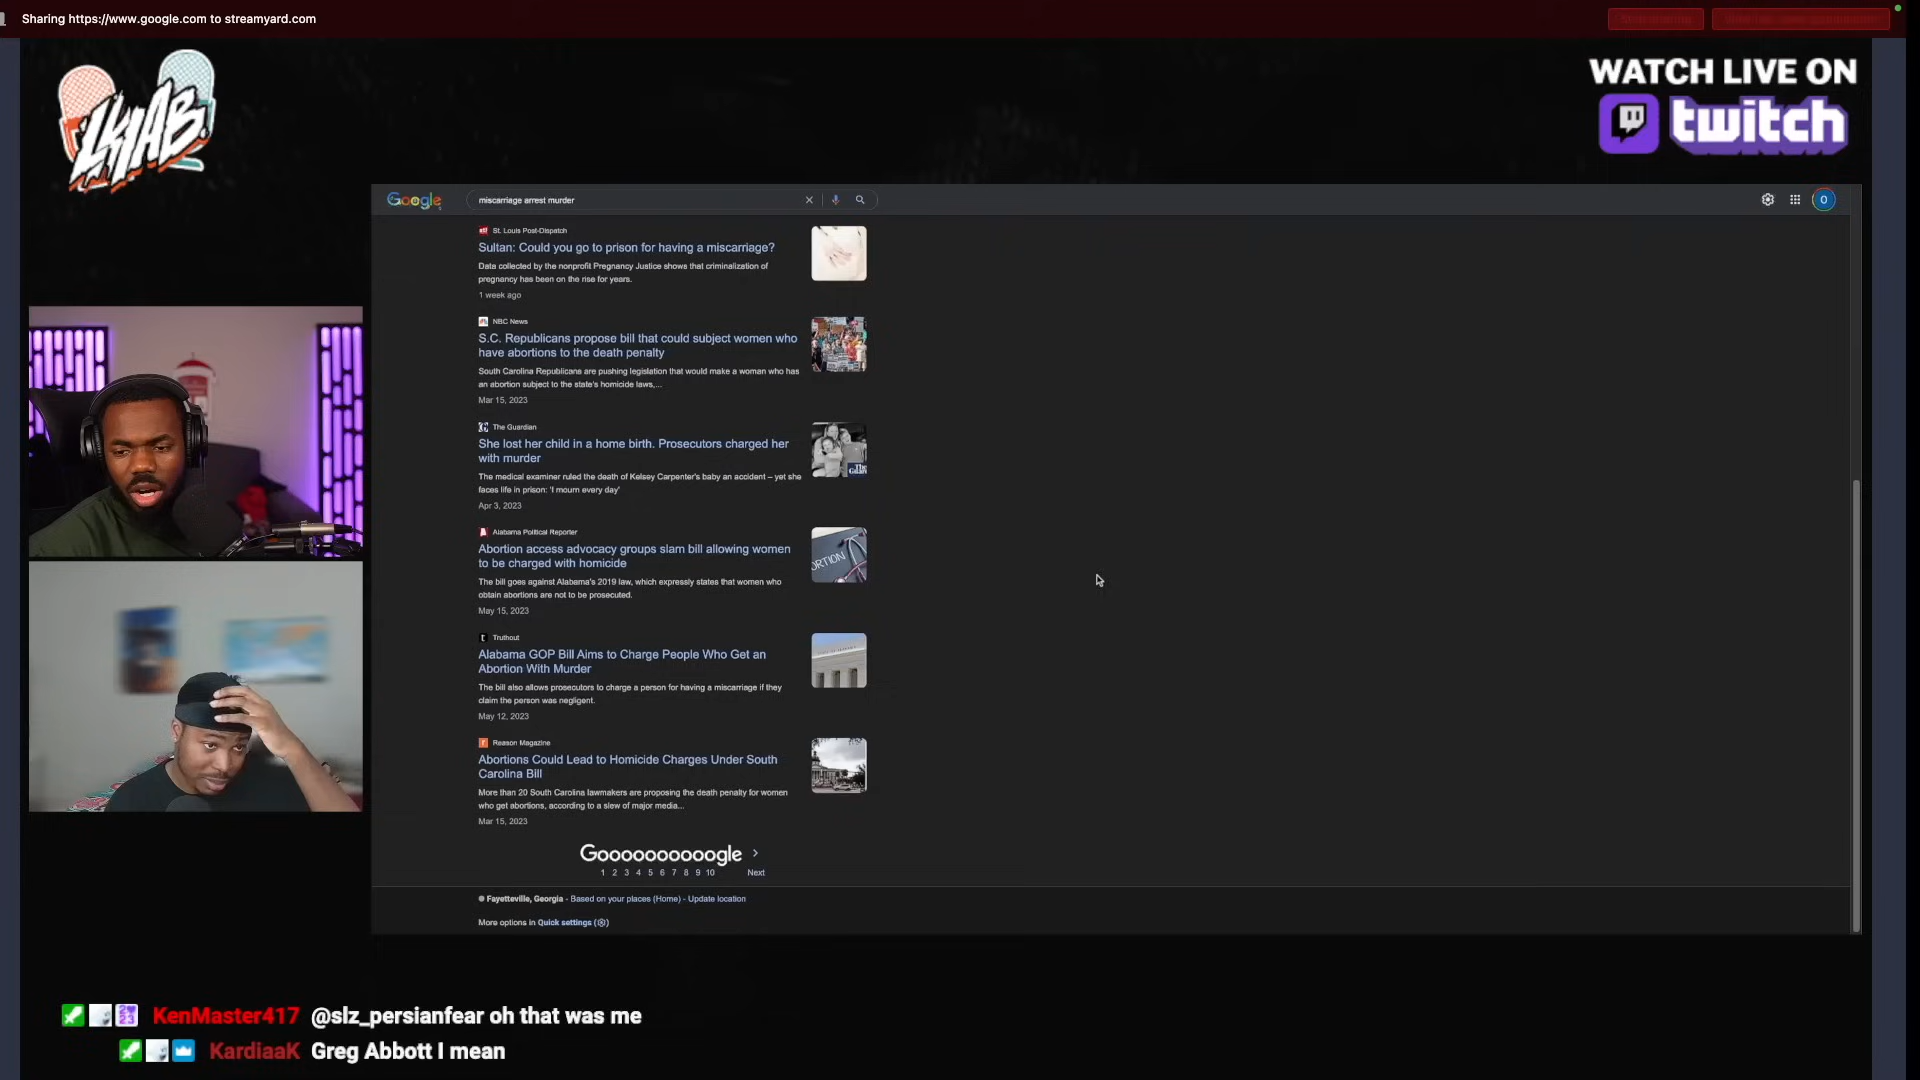 Sharing https://www.google.com to streamyard.com
LKIAB
WATCH LIVE ON
twitch
Google
miscarriage arrest murder
O
St. Louis Post-Dispatch
Sultan: Could you go to prison for having a miscarriage?
Data collected by the nonprofit Pregnancy Justice shows that criminalization of
pregnancy has been on the rise for years.
1 week ago
NBC News
S.C. Republicans propose bill that could subject women who
have abortions to the death penalty
South Carolina Republicans are pushing legislation that would make a woman who has
an abortion subject to the state's homicide laws,...
Mar 15, 2023
The Guardian
She lost her child in a home birth. Prosecutors charged her
with murder
The medical examiner ruled the death of Kelsey Carpenter's baby an accident – yet she
faces life in prison: 'I mourn every day'
Apr 3, 2023
Alabama Political Reporter
Abortion access advocacy groups slam bill allowing women
to be charged with homicide
The bill goes against Alabama's 2019 law, which expressly states that women who
obtain abortions are not to be prosecuted.
May 15, 2023
ORTION
Truthout
Alabama GOP Bill Aims to Charge People Who Get an
Abortion With Murder
The bill also allows prosecutors to charge a person for having a miscarriage if they
claim the person was negligent.
May 12, 2023
Reason Magazine
Abortions Could Lead to Homicide Charges Under South
Carolina Bill
More than 20 South Carolina lawmakers are proposing the death penalty for women
who get abortions, according to a slew of major media...
Mar 15, 2023
Goooooooooogle >
1 2 3 4 5 6 7 8 9 10 Next
Fayetteville, Georgia - Based on your places (Home) - Update location
More options in Quick settings
KenMaster417 @slz_persianfear oh that was me
KardiaaK Greg Abbott I mean